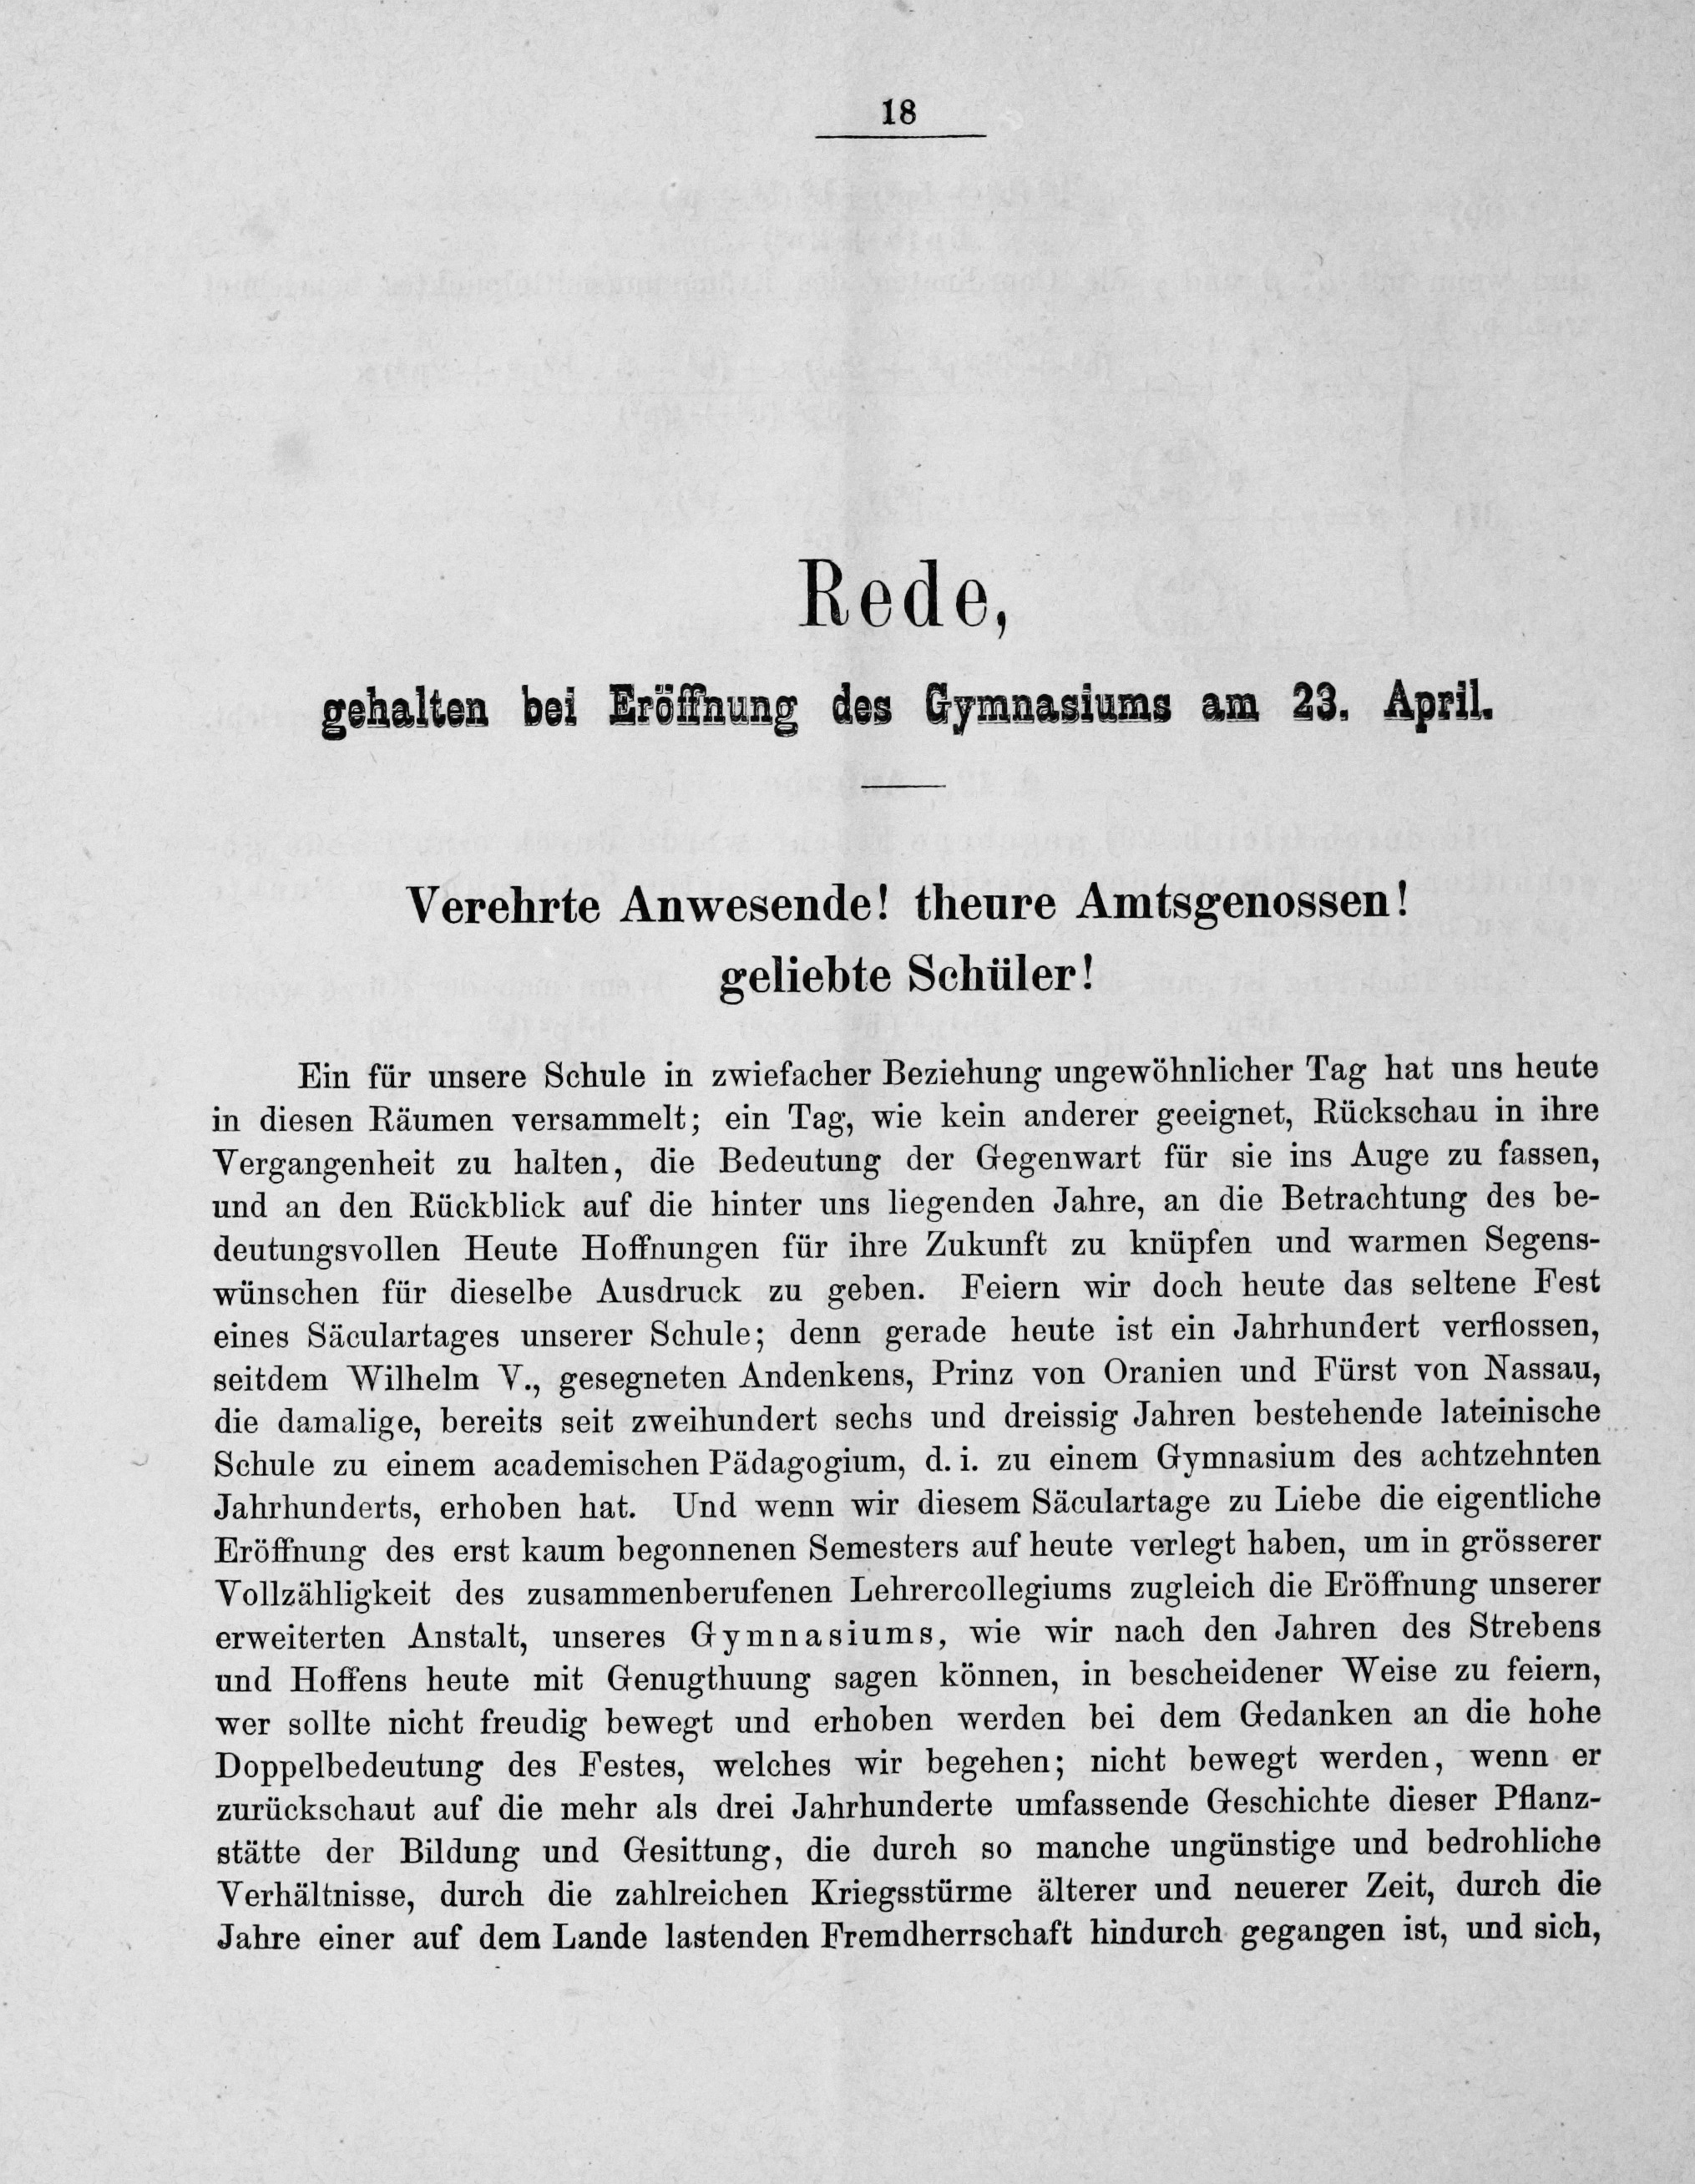 18
Rede,
gehalten bei Eröffnung des Gymnasiums am 23. April.
Verehrte Anwesende! theure Amtsgenossen!
geliebte Schüler!
Ein für unsere Schule in zwiefacher Beziehung ungewöhnlicher Tag hat uns heute
in diesen Räumen versammelt; ein Tag, wie kein anderer geeignet, Rückschau in ihre
Vergangenheit zu halten, die Bedeutung der Gegenwart für sie ins Auge zu fassen,
und an den Rückblick auf die hinter uns liegenden Jahre, an die Betrachtung des be-
deutungsvollen Heute Hoffnungen für ihre Zukunft zu knüpfen und warmen Segens-
wünschen für dieselbe Ausdruck zu geben. Feiern wir doch heute das seltene Fest
eines Säculartages unserer Schule; denn gerade heute ist ein Jahrhundert verflossen,
seitdem Wilhelm V., gesegneten Andenkens, Prinz von Oranien und Fürst von Nassau,
die damalige, bereits seit zweihundert sechs und dreissig Jahren bestehende lateinische
Schule zu einem academischen Pädagogium, d. i. zu einem Gymnasium des achtzehnten
Jahrhunderts, erhoben hat. Und wenn wir diesem Säculartage zu Liebe die eigentliche
Eröffnung des erst kaum begonnenen Semesters auf heute verlegt haben, um in grösserer
Vollzähligkeit des zusammenberufenen Lehrercollegiums zugleich die Eröffnung unserer
erweiterten Anstalt, unseres Gymnasiums, wie wir nach den Jahren des Strebens
und Hoffens heute mit Genugthuung sagen können, in bescheidener Weise zu feiern,
wer sollte nicht freudig bewegt und erhoben werden bei dem Gedanken an die hohe
Doppelbedeutung des Festes, welches wir begehen; nicht bewegt werden, wenn er
zurückschaut auf die mehr als drei Jahrhunderte umfassende Geschichte dieser Pflanz-
stätte der Bildung und Gesittung, die durch so manche ungünstige und bedrohliche
Verhältnisse, durch die zahlreichen Kriegsstürme älterer und neuerer Zeit, durch die
Jahre einer auf dem Lande lastenden Fremdherrschaft hindurch gegangen ist, und sich,